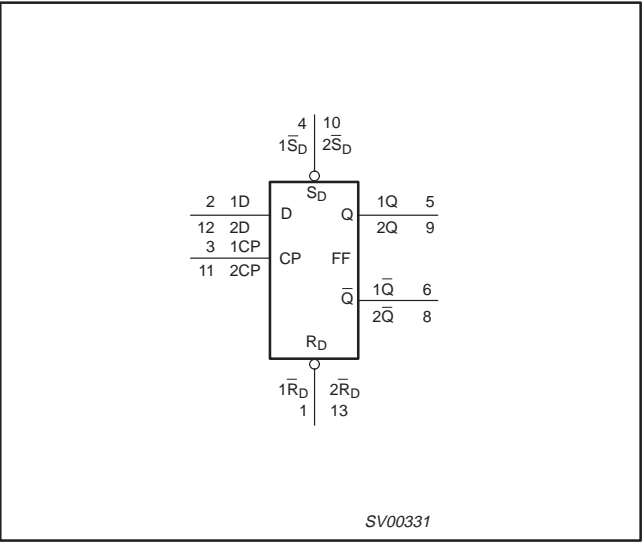 4 10
1S̅D 2S̅D
SD
2 1D D Q 1Q 5
12 2D 2Q 9
3 1CP CP FF
11 2CP
Q̅ 1Q̅ 6
2Q̅ 8
RD
1R̅D 2R̅D
1 13
SV00331